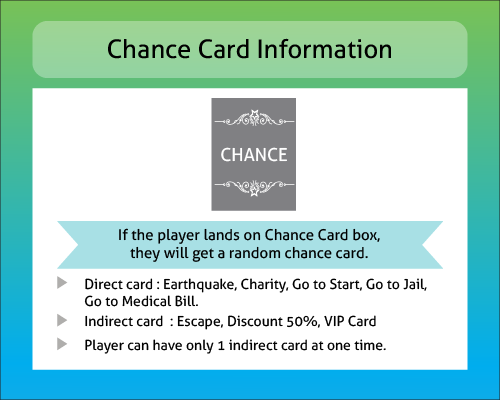 Chance Card Information
CHANCE
If the player lands on Chance Card box,
they will get a random chance card.
Direct card : Earthquake, Charity, Go to Start, Go to Jail,
Go to Medical Bill.
Indirect card  : Escape, Discount 50%, VIP Card
Player can have only 1 indirect card at one time.